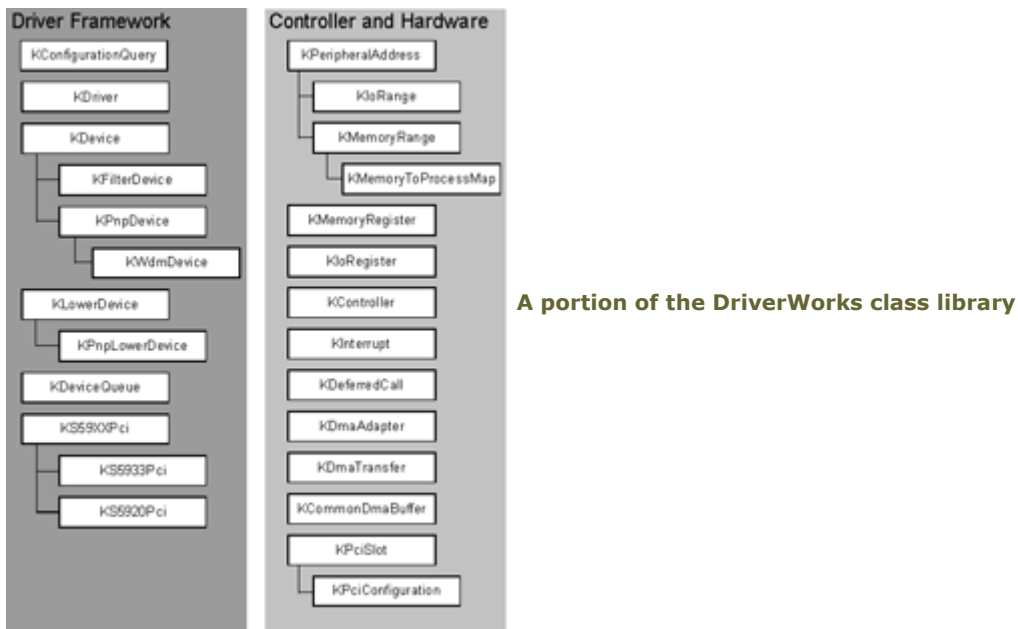 Driver Framework
KConfigurationQuery
KDriver
KDevice
KFilterDevice
KPnpDevice
KWdmDevice
KLowerDevice
KPnpLowerDevice
KDeviceQueue
KS59XXPci
KS5933Pci
KS5920Pci
Controller and Hardware
KPeripheralAddress
KIoRange
KMemoryRange
KMemoryToProcessMap
KMemoryRegister
KIoRegister
KController
KInterrupt
KDeferredCall
KDmaAdapter
KDmaTransfer
KCommonDmaBuffer
KPciSlot
KPciConfiguration
A portion of the DriverWorks class library